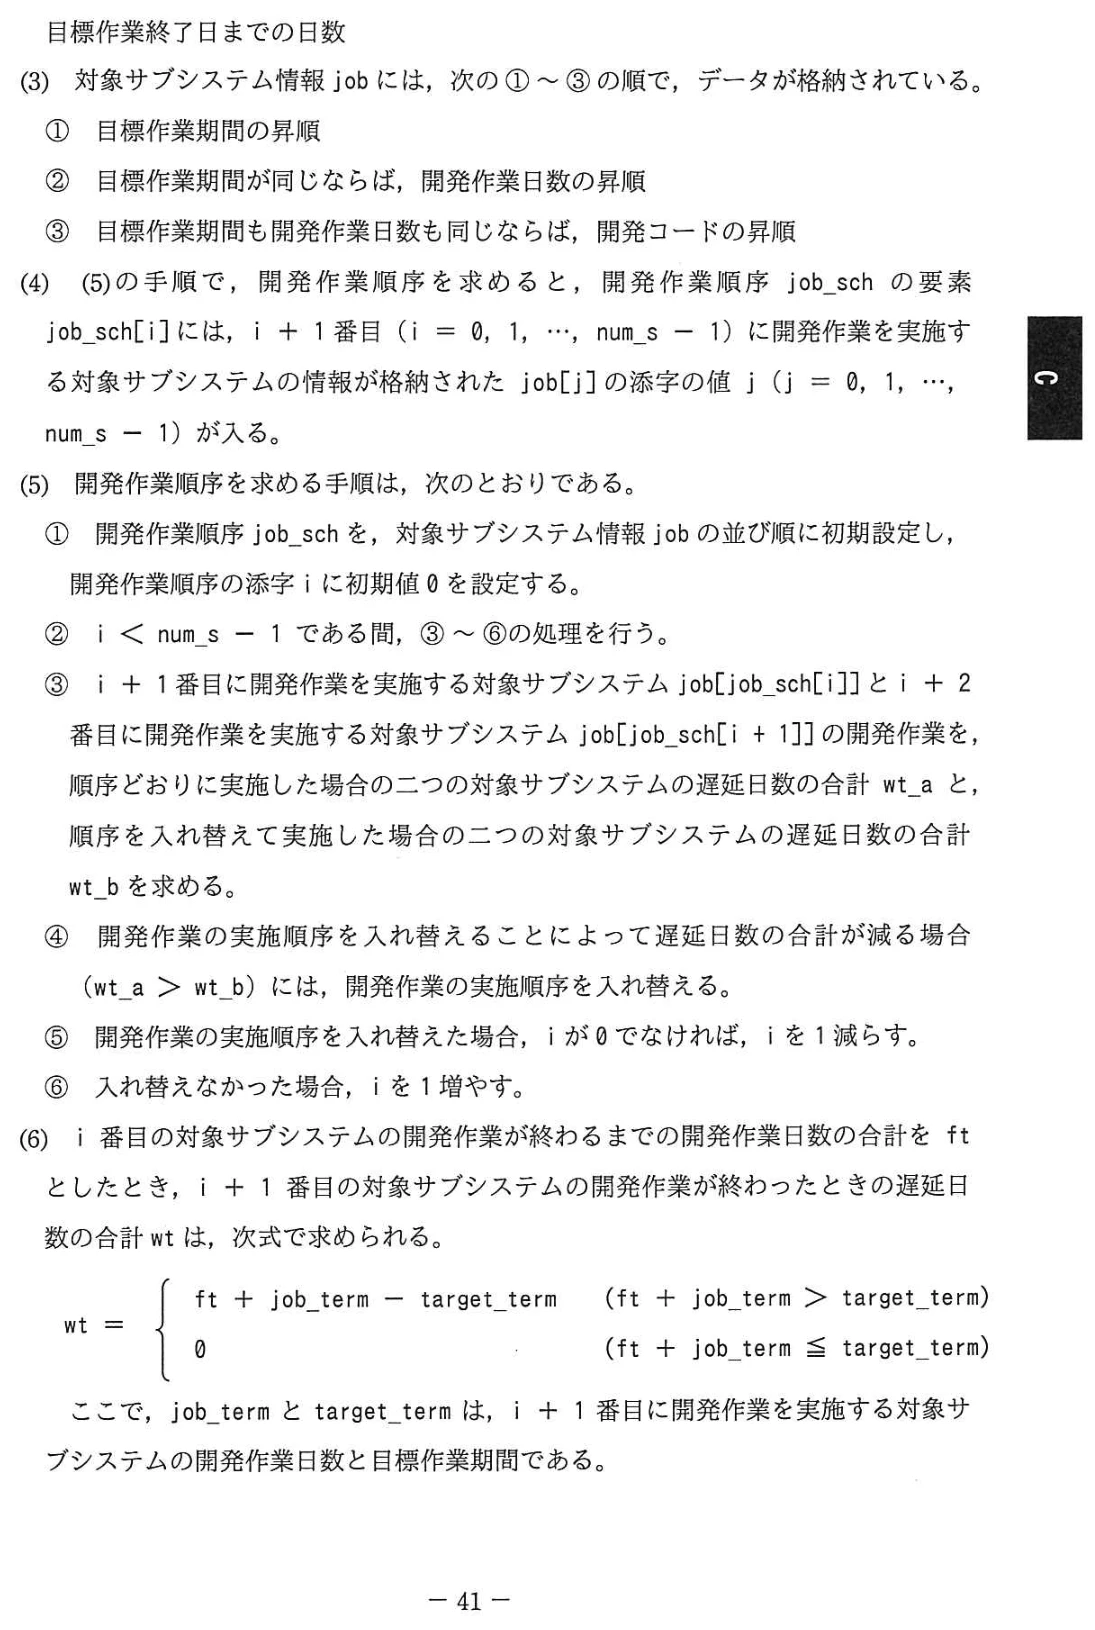 目標作業終了日までの日数
(3) 対象サブシステム情報 job には，次の ① ～ ③ の順で，データが格納されている。
① 目標作業期間の昇順
② 目標作業期間が同じならば，開発作業日数の昇順
③ 目標作業期間も開発作業日数も同じならば，開発コードの昇順
(4) (5)の手順で，開発作業順序を求めると，開発作業順序 job_sch の要素
job_sch[i]には，i ＋ 1 番目（i ＝ 0，1，…，num_s － 1）に開発作業を実施す
る対象サブシステムの情報が格納された job[j]の添字の値 j（j ＝ 0，1，…，
num_s － 1）が入る。
C
(5) 開発作業順序を求める手順は，次のとおりである。
① 開発作業順序 job_sch を，対象サブシステム情報 job の並び順に初期設定し，
開発作業順序の添字 i に初期値 0 を設定する。
② i ＜ num_s － 1 である間，③ ～ ⑥の処理を行う。
③ i ＋ 1 番目に開発作業を実施する対象サブシステム job[job_sch[i]] と i ＋ 2
番目に開発作業を実施する対象サブシステム job[job_sch[i + 1]] の開発作業を，
順序どおりに実施した場合の二つの対象サブシステムの遅延日数の合計 wt_a と，
順序を入れ替えて実施した場合の二つの対象サブシステムの遅延日数の合計
wt_b を求める。
④ 開発作業の実施順序を入れ替えることによって遅延日数の合計が減る場合
（wt_a ＞ wt_b）には，開発作業の実施順序を入れ替える。
⑤ 開発作業の実施順序を入れ替えた場合，i が 0 でなければ，i を 1 減らす。
⑥ 入れ替えなかった場合，i を 1 増やす。
(6) i 番目の対象サブシステムの開発作業が終わるまでの開発作業日数の合計を ft
としたとき，i ＋ 1 番目の対象サブシステムの開発作業が終わったときの遅延日
数の合計 wt は，次式で求められる。
ft ＋ job_term － target_term （ft ＋ job_term ＞ target_term）
wt ＝
0 （ft ＋ job_term ≦ target_term）
ここで，job_term と target_term は，i ＋ 1 番目に開発作業を実施する対象サ
ブシステムの開発作業日数と目標作業期間である。
－ 41 －